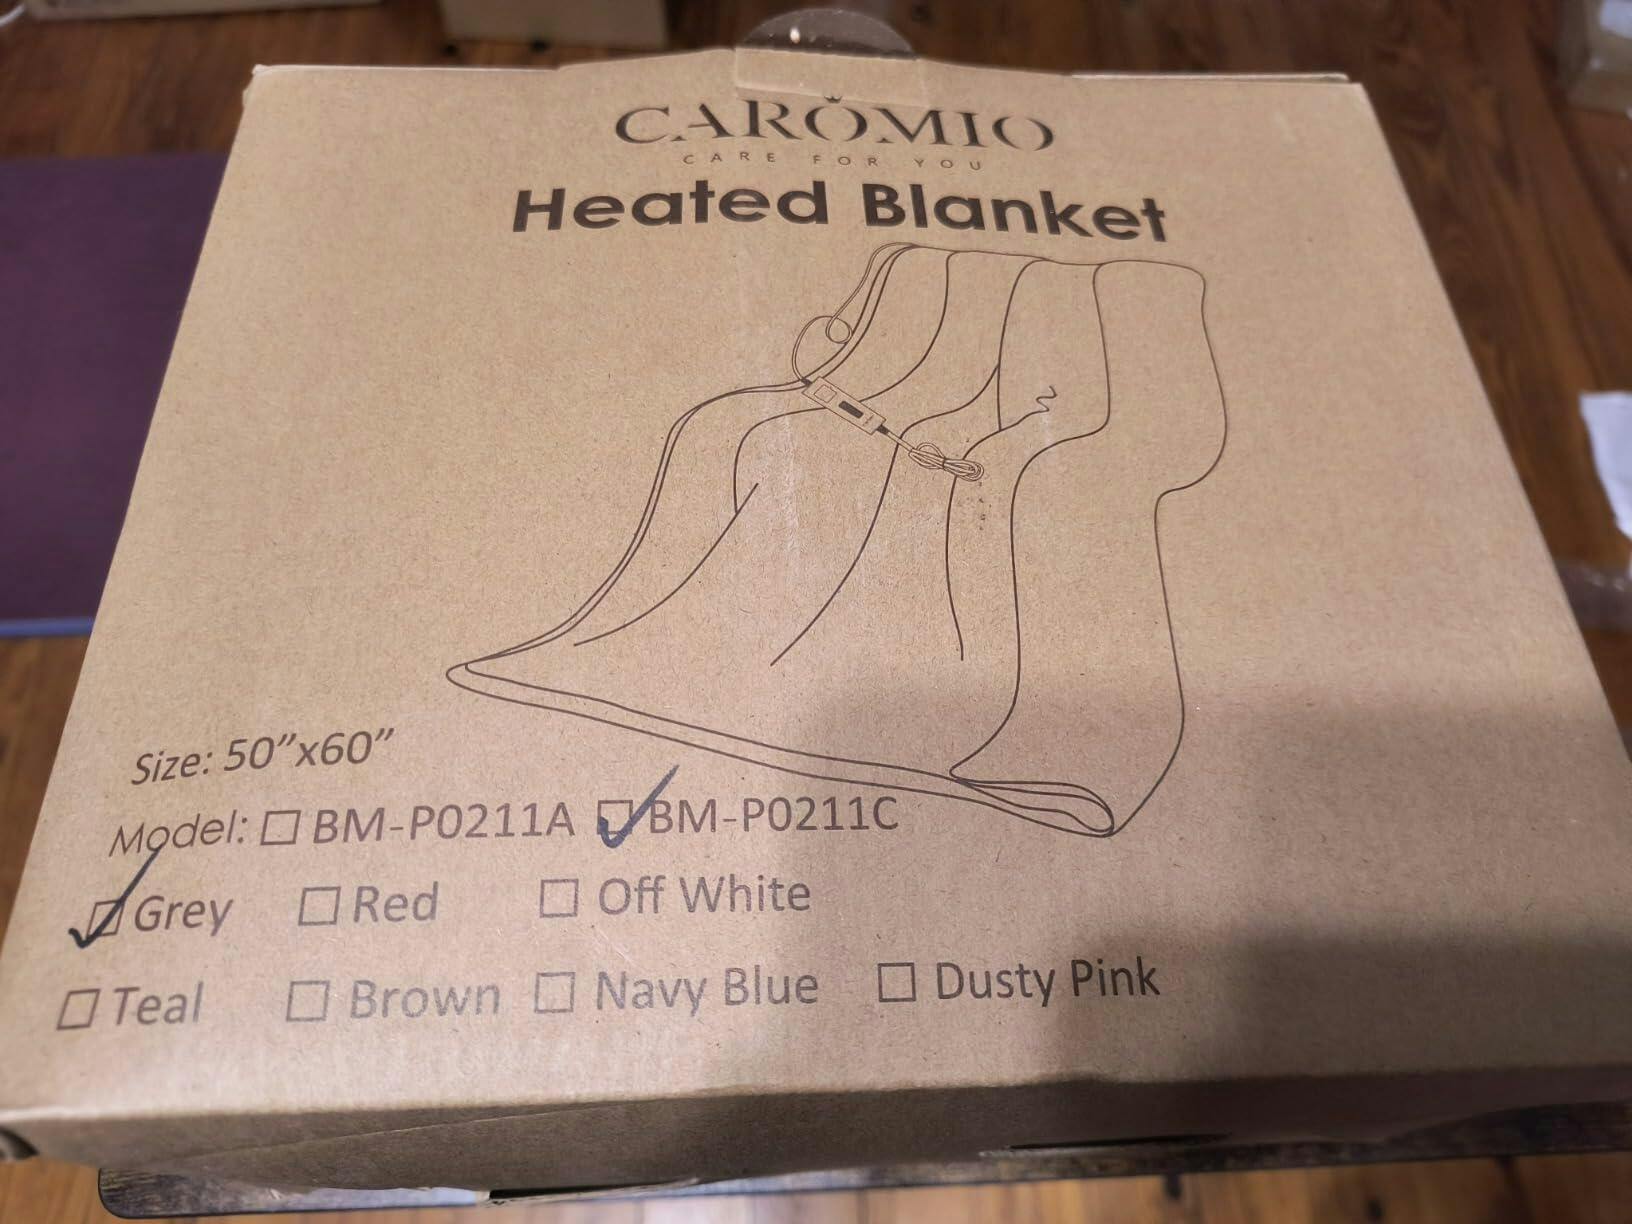 CAROMIO
CARE FOR YOU
Heated Blanket
Size: 50”x60”
Model: ☐ BM-P0211A ☑ BM-P0211C
☑ Grey ☐ Red ☐ Off White
☐ Teal ☐ Brown ☐ Navy Blue ☐ Dusty Pink